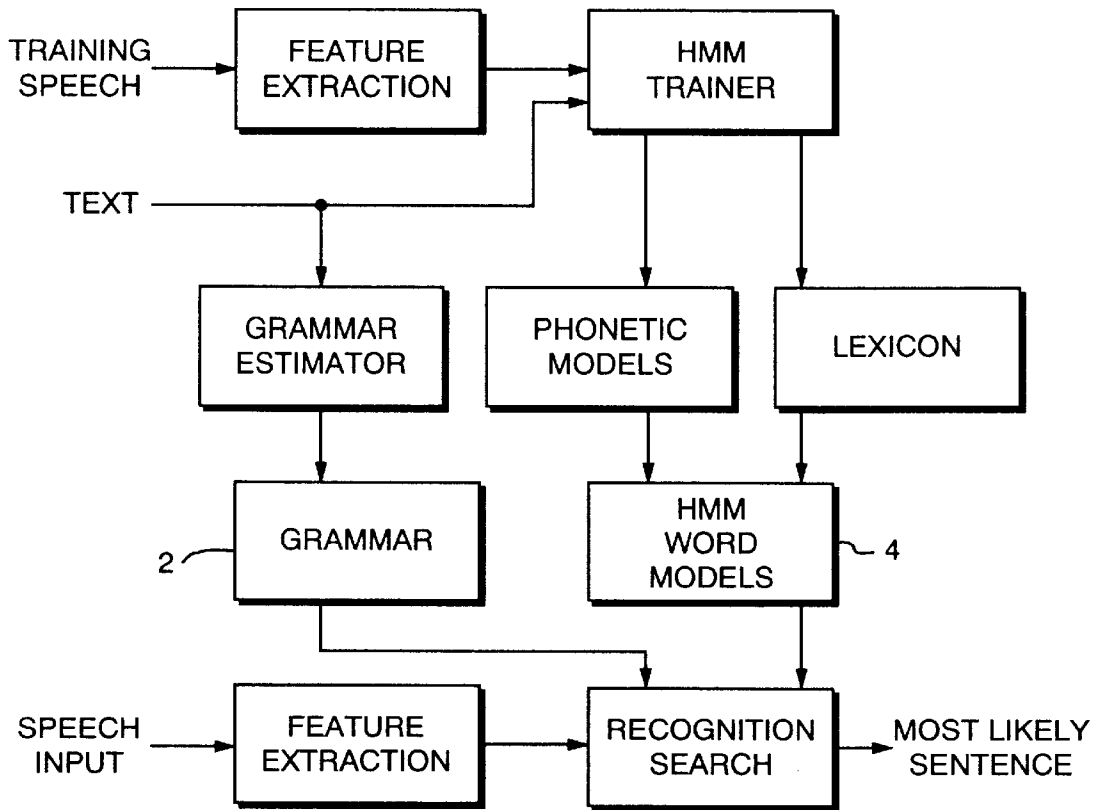 TRAINING
SPEECH
FEATURE
EXTRACTION
HMM
TRAINER
TEXT
GRAMMAR
ESTIMATOR
PHONETIC
MODELS
LEXICON
2
GRAMMAR
HMM
WORD
MODELS
4
SPEECH
INPUT
FEATURE
EXTRACTION
RECOGNITION
SEARCH
MOST LIKELY
SENTENCE